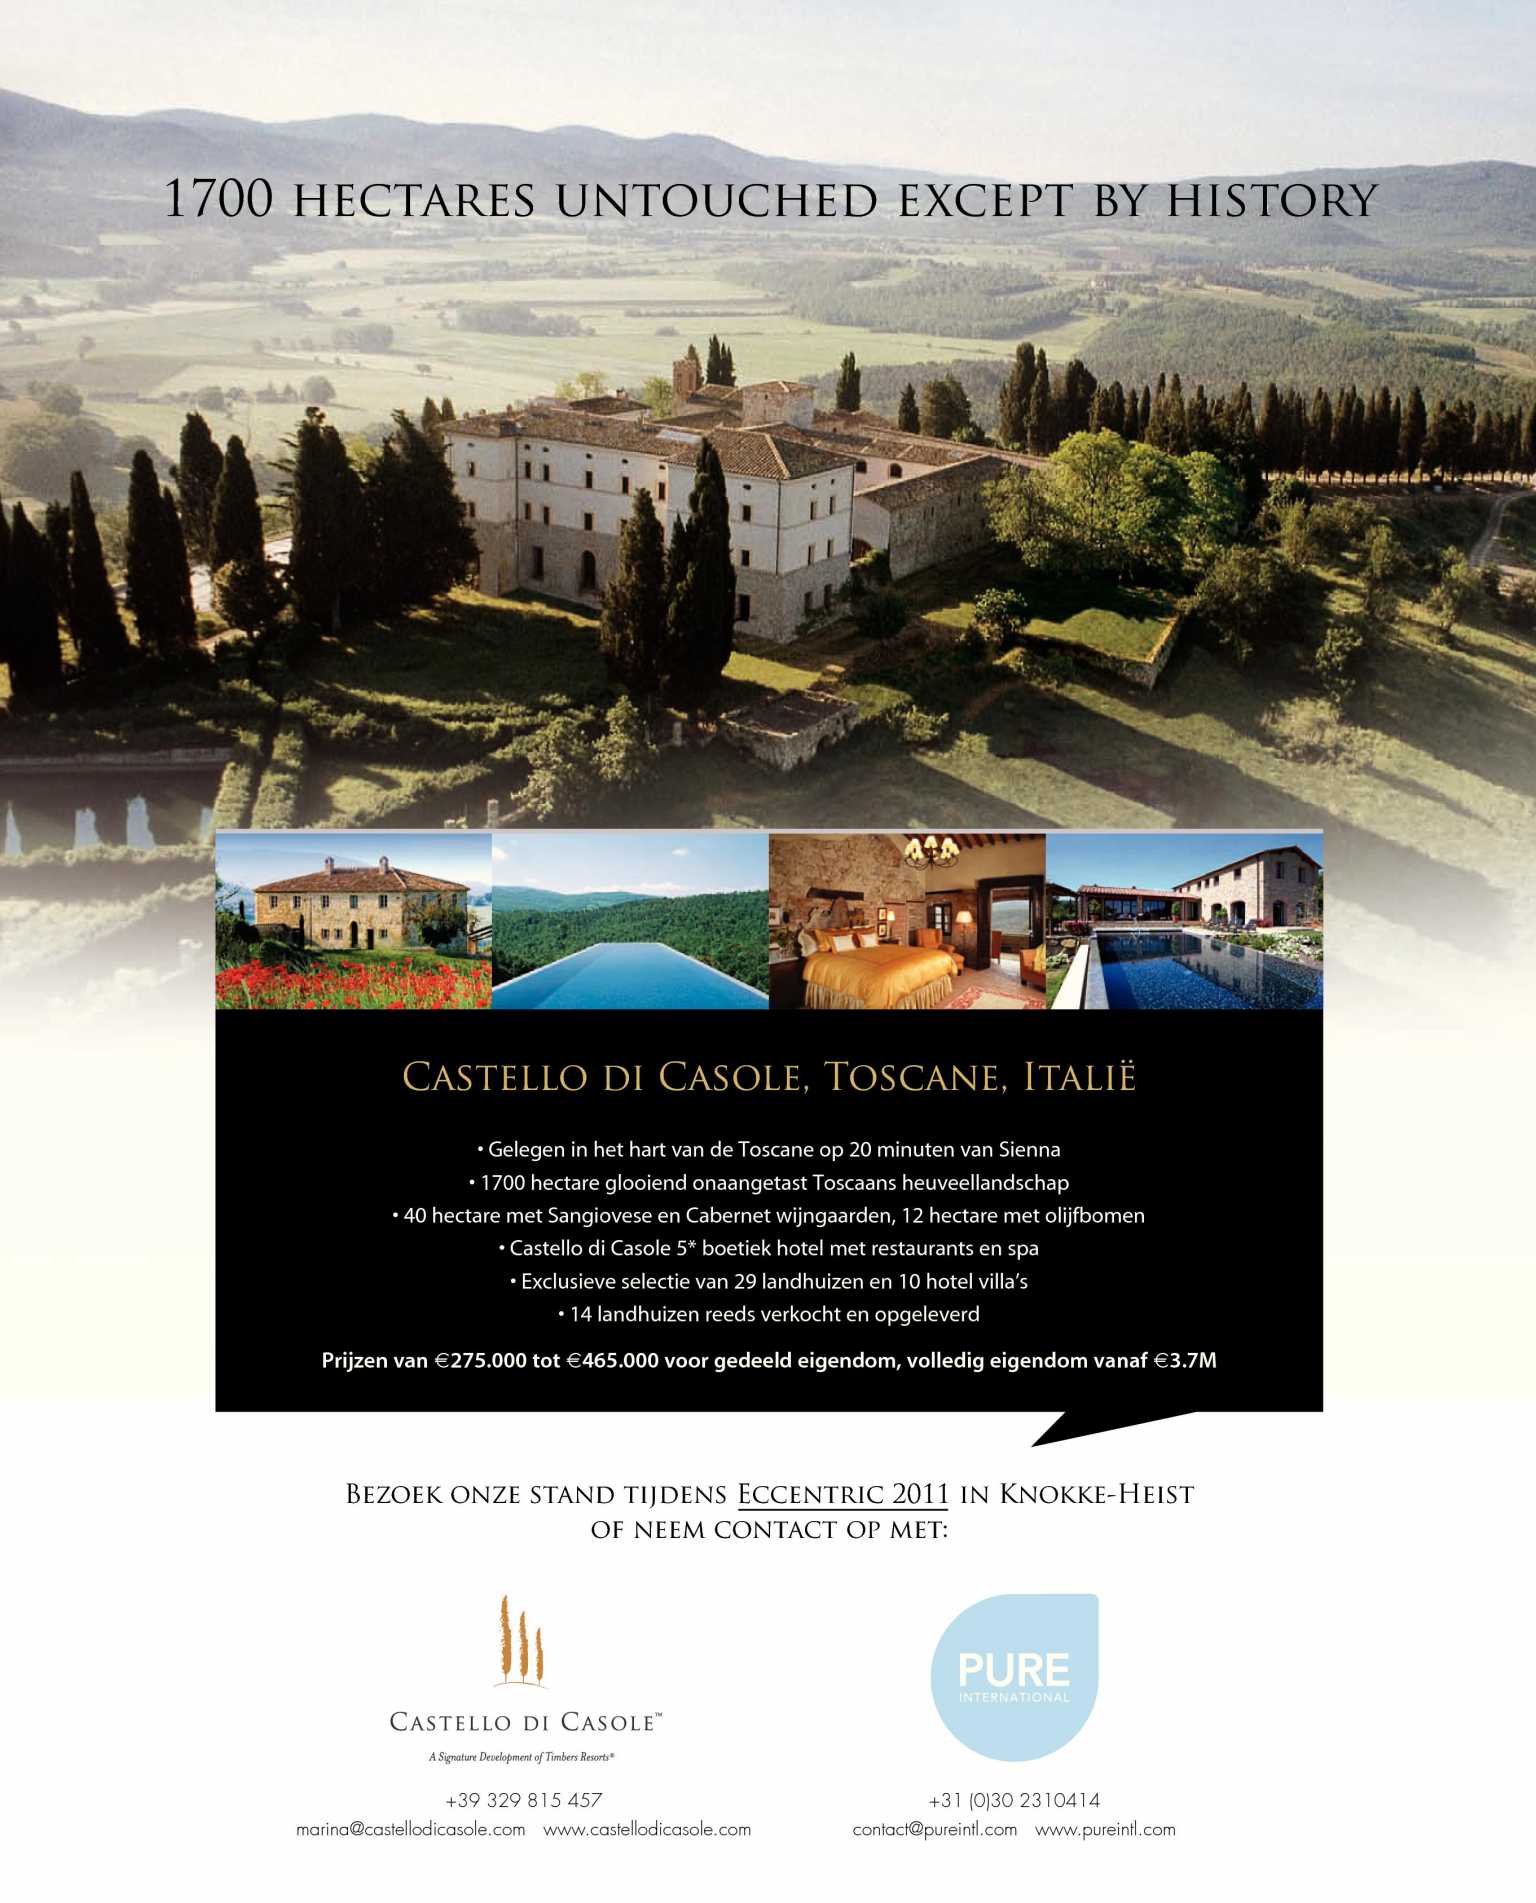 1700 HECTARES UNTOUCHED EXCEPT BY HISTORY
CASTELLO DI CASOLE, TOSCANE, ITALIË
• Gelegen in het hart van de Toscane op 20 minuten van Sienna
• 1700 hectare glooiend onaangetast Toscaans heuveellandschap
• 40 hectare met Sangiovese en Cabernet wijngaarden, 12 hectare met olijfbomen
• Castello di Casole 5* boetiek hotel met restaurants en spa
• Exclusieve selectie van 29 landhuizen en 10 hotel villa's
• 14 landhuizen reeds verkocht en opgeleverd
Prijzen van €275.000 tot €465.000 voor gedeeld eigendom, volledig eigendom vanaf €3.7M
BEZOEK ONZE STAND TIJDENS ECCENTRIC 2011 IN KNOKKE-HEIST
OF NEEM CONTACT OP MET:
CASTELLO DI CASOLE™
A Signature Development of Timbers Resorts®
+39 329 815 457
marina@castellodicasole.com www.castellodicasole.com
PURE
INTERNATIONAL
+31 (0)30 2310414
contact@pureintl.com www.pureintl.com